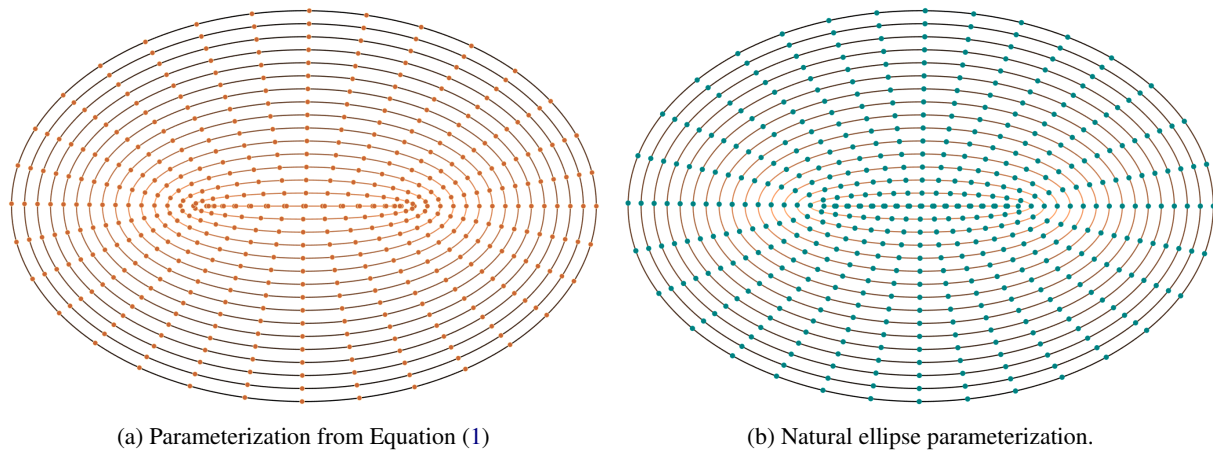 (a) Parameterization from Equation (1)
(b) Natural ellipse parameterization.